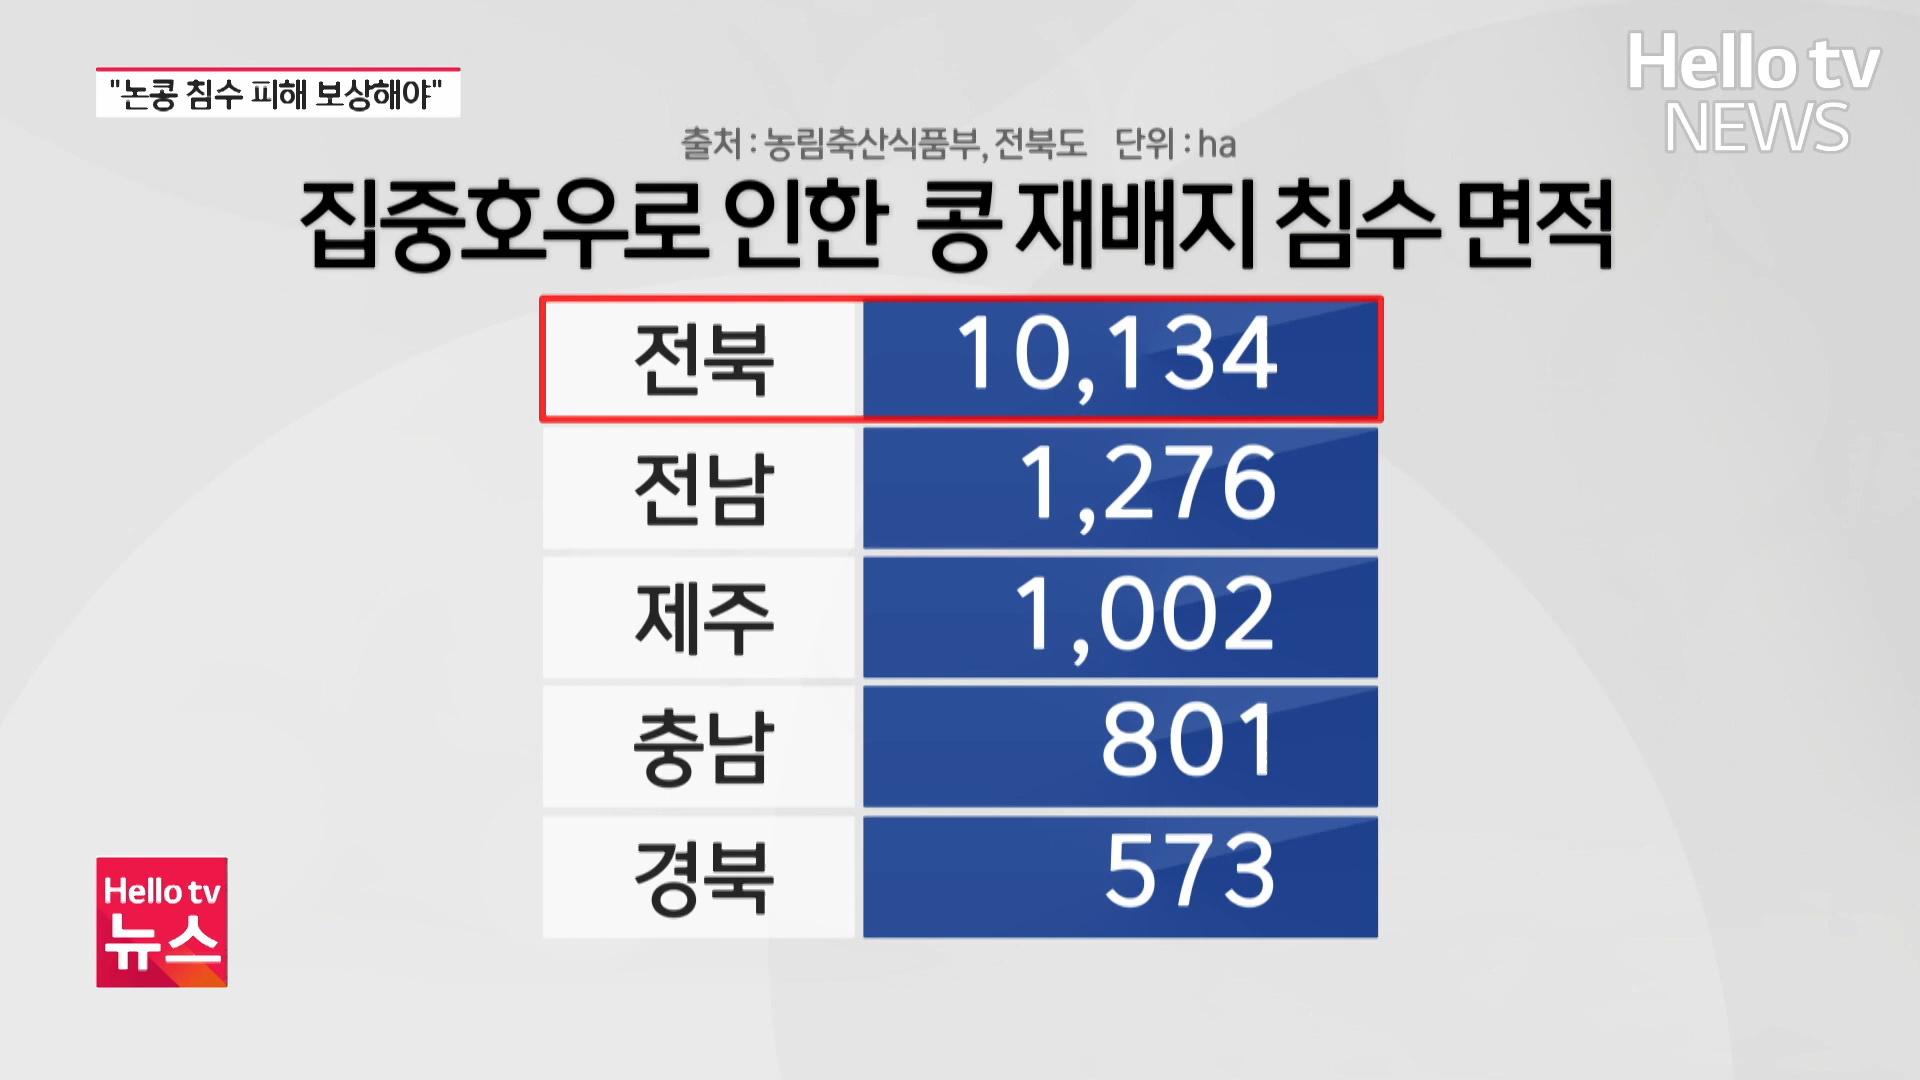 "논콩 침수 피해 보상해야"
Hello tv
NEWS
출처 : 농림축산식품부, 전북도 단위 : ha
집중호우로 인한 콩 재배지 침수 면적
전북 10,134
전남 1,276
제주 1,002
충남 801
경북 573
Hello tv
뉴스